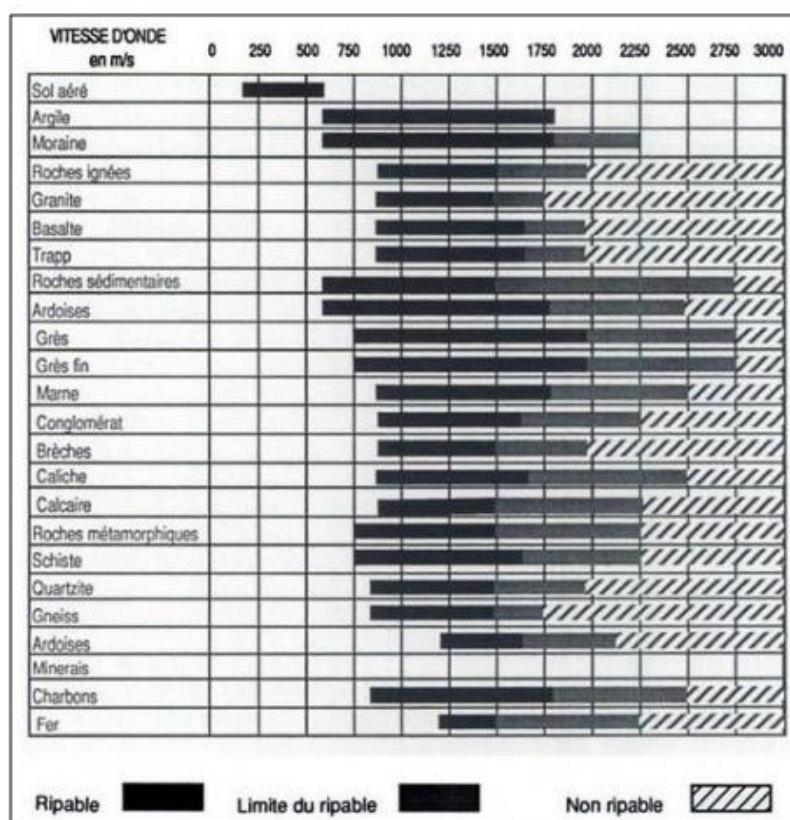 VITESSE D'ONDE
en m/s
0 250 500 750 1000 1250 1500 1750 2000 2250 2500 2750 3000
Sol aéré
Argile
Moraine
Roches ignées
Granite
Basalte
Trapp
Roches sédimentaires
Ardoises
Grès
Grès fin
Marne
Conglomérat
Brèches
Caliche
Calcaire
Roches métamorphiques
Schiste
Quartzite
Gneiss
Ardoises
Minerais
Charbons
Fer
Ripable Limite du ripable Non ripable